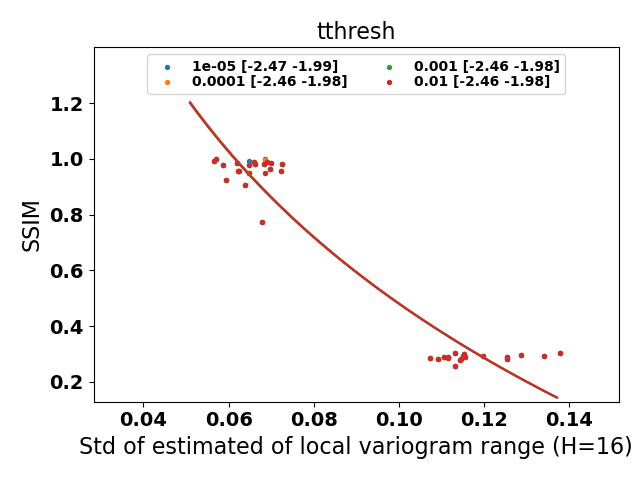 tthresh
1e-05 [-2.47 -1.99]
0.0001 [-2.46 -1.98]
0.001 [-2.46 -1.98]
0.01 [-2.46 -1.98]
1.2
1.0
0.8
0.6
0.4
0.2
SSIM
0.04 0.06 0.08 0.10 0.12 0.14
Std of estimated of local variogram range (H=16)